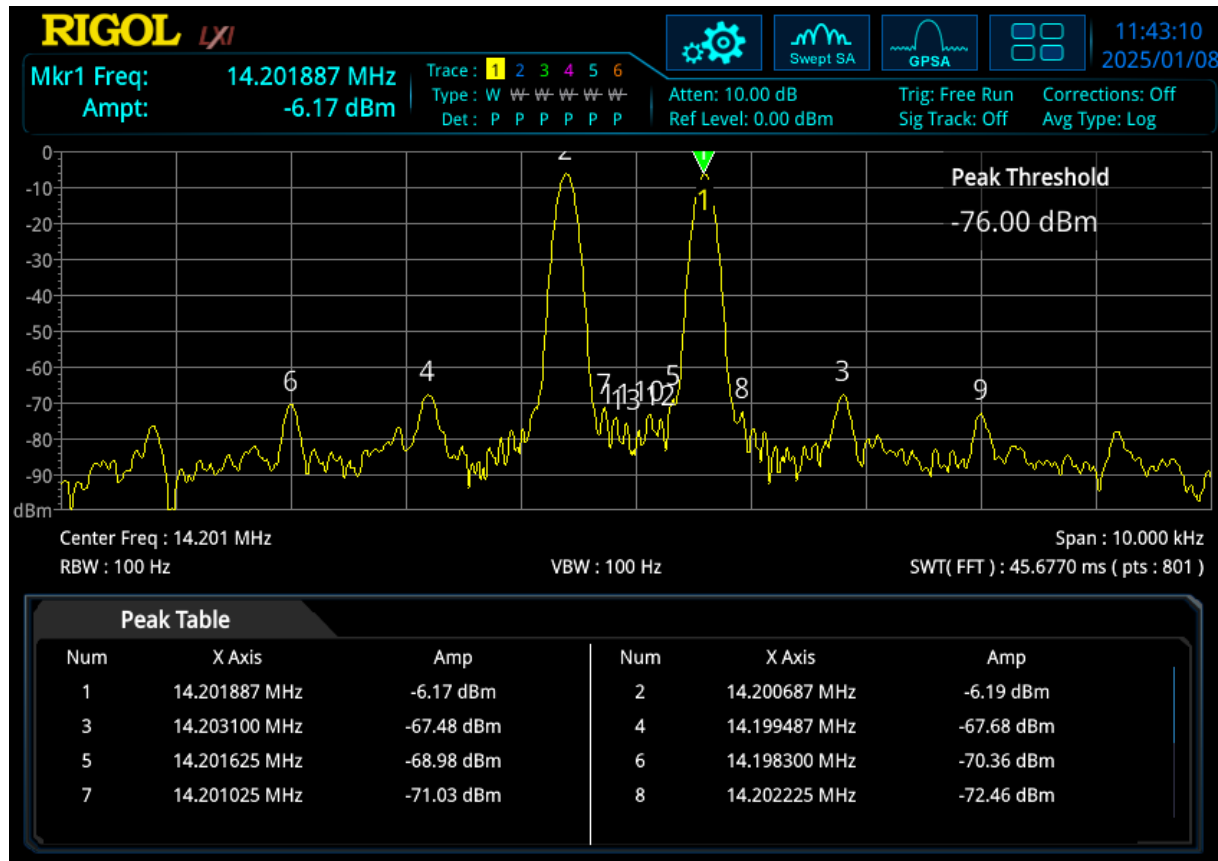 RIGOL LXI
Swept SA
GPSA
11:43:10
2025/01/08
Mkr1 Freq: 14.201887 MHz
Ampt: -6.17 dBm
Trace : 1 2 3 4 5 6
Type : W W W W W W
Det : P P P P P P
Atten: 10.00 dB
Ref Level: 0.00 dBm
Trig: Free Run
Sig Track: Off
Corrections: Off
Avg Type: Log
Peak Threshold
-76.00 dBm
0
-10
-20
-30
-40
-50
-60
-70
-80
-90
dBm
2
1
6
4
7
5
8
3
9
Center Freq : 14.201 MHz
Span : 10.000 kHz
RBW : 100 Hz
VBW : 100 Hz
SWT( FFT ) : 45.6770 ms ( pts : 801 )
Peak Table
Num X Axis Amp Num X Axis Amp
1 14.201887 MHz -6.17 dBm 2 14.200687 MHz -6.19 dBm
3 14.203100 MHz -67.48 dBm 4 14.199487 MHz -67.68 dBm
5 14.201625 MHz -68.98 dBm 6 14.198300 MHz -70.36 dBm
7 14.201025 MHz -71.03 dBm 8 14.202225 MHz -72.46 dBm